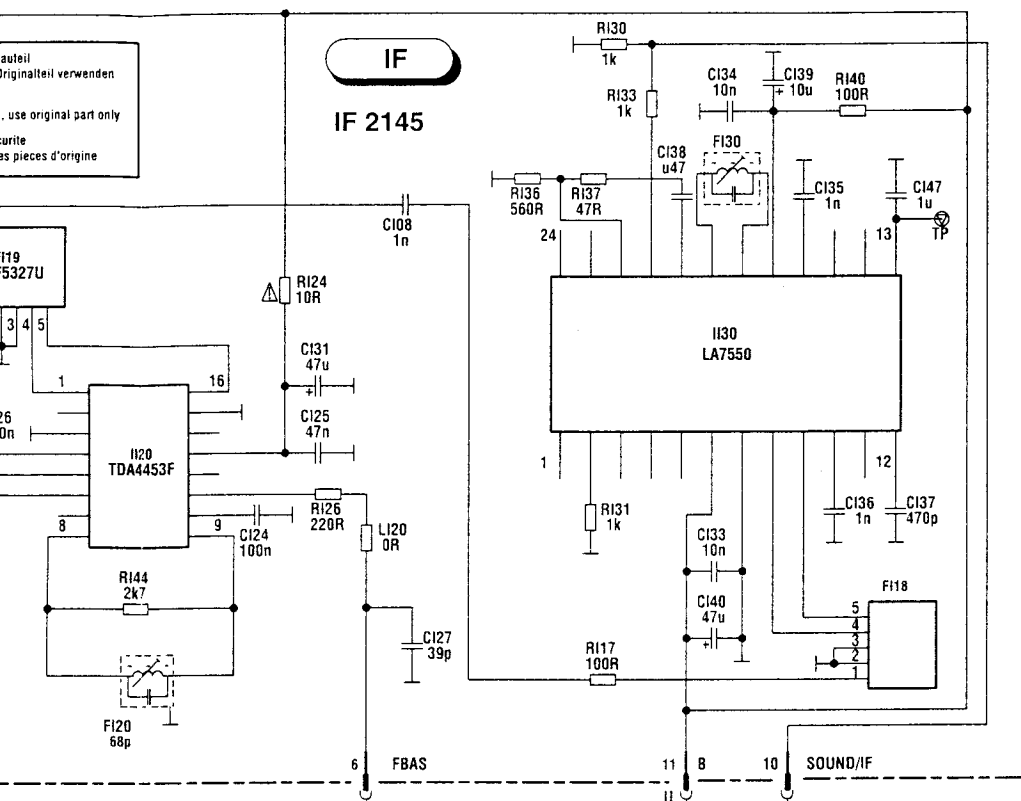 auteil
Originalteil verwenden
, use original part only
curite
es pieces d'origine
IF
IF 2145
RI30
1k
RI33
1k
CI34
10n
CI39
10u
RI40
100R
FI30
CI38
u47
RI36
560R
RI37
47R
CI35
1n
CI47
1u
TP
CI08
1n
24
13
II30
LA7550
1
12
FI19
F5327U
3
4
5
RI24
10R
CI31
47u
+
CI25
47n
1
16
26
0n
II20
TDA4453F
8
9
RI26
220R
LI20
0R
CI24
100n
RI44
2k7
CI27
39p
FI20
68p
RI31
1k
CI33
10n
CI40
47u
+
CI36
1n
CI37
470p
FI18
5
4
3
2
1
RI17
100R
6
FBAS
11
8
10
SOUND/IF